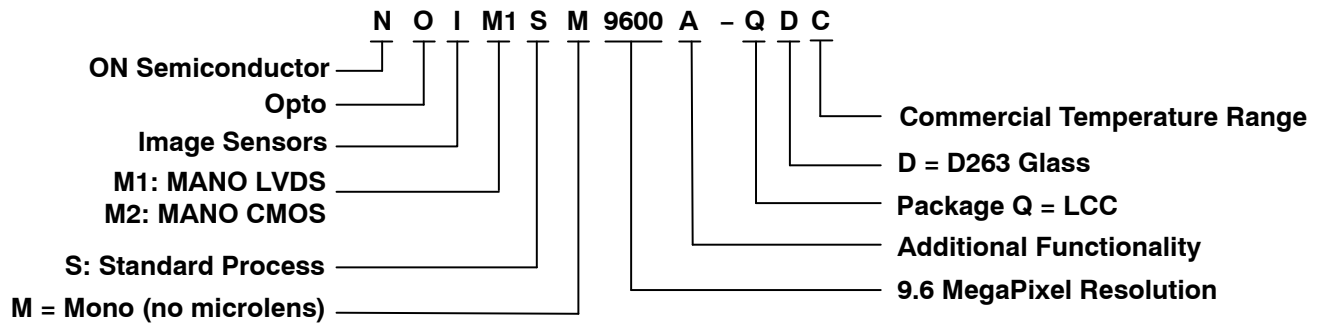 N O I M1 S M 9600 A – Q D C
ON Semiconductor
Opto
Image Sensors
M1: MANO LVDS
M2: MANO CMOS
S: Standard Process
M = Mono (no microlens)
Commercial Temperature Range
D = D263 Glass
Package Q = LCC
Additional Functionality
9.6 MegaPixel Resolution